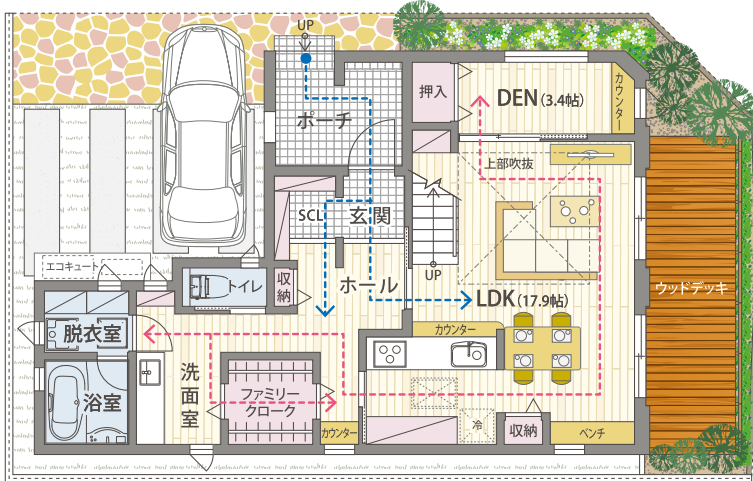 UP
ポーチ
押入
DEN(3.4帖)
カウンター
上部吹抜
SCL
玄関
UP
エコキュート
トイレ
収納
ホール
LDK(17.9帖)
ウッドデッキ
脱衣室
カウンター
洗面室
浴室
ファミリー
クローク
カウンター
冷
収納
ベンチ